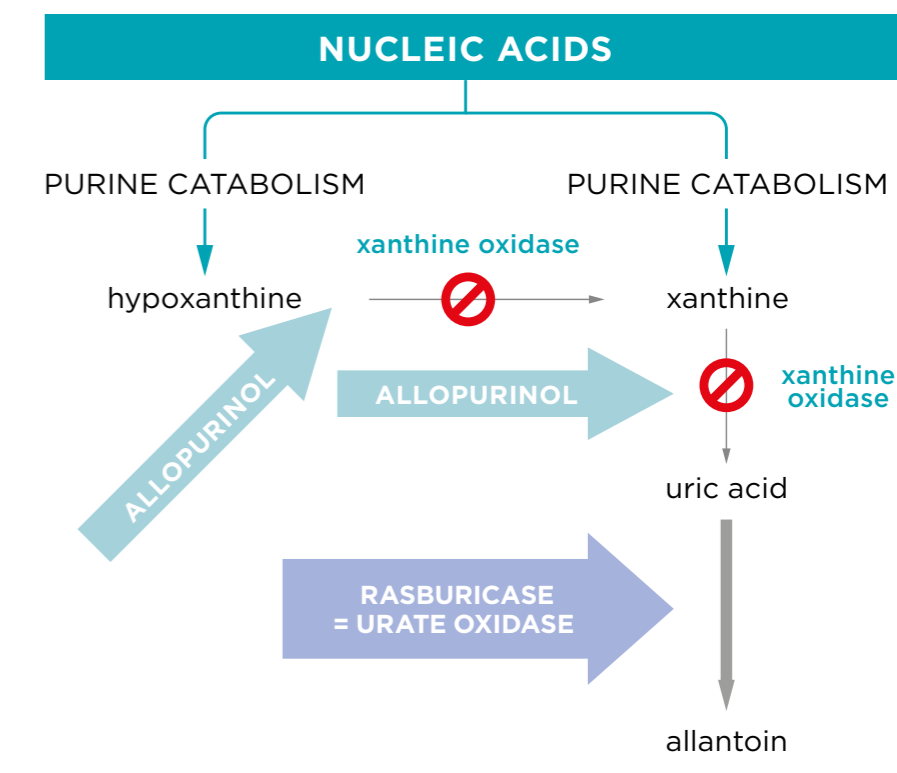 NUCLEIC ACIDS
PURINE CATABOLISM
PURINE CATABOLISM
xanthine oxidase
hypoxanthine
xanthine
ALLOPURINOL
ALLOPURINOL
xanthine
oxidase
uric acid
RASBURICASE
= URATE OXIDASE
allantoin